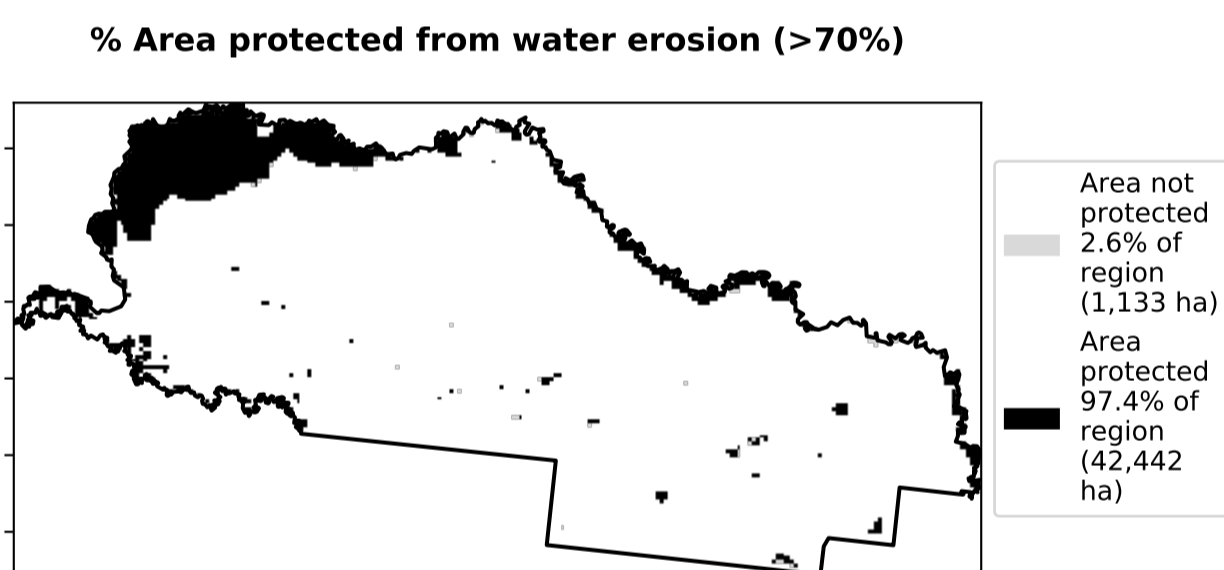 % Area protected from water erosion (>70%)
Area not
protected
2.6% of
region
(1,133 ha)
Area
protected
97.4% of
region
(42,442
ha)